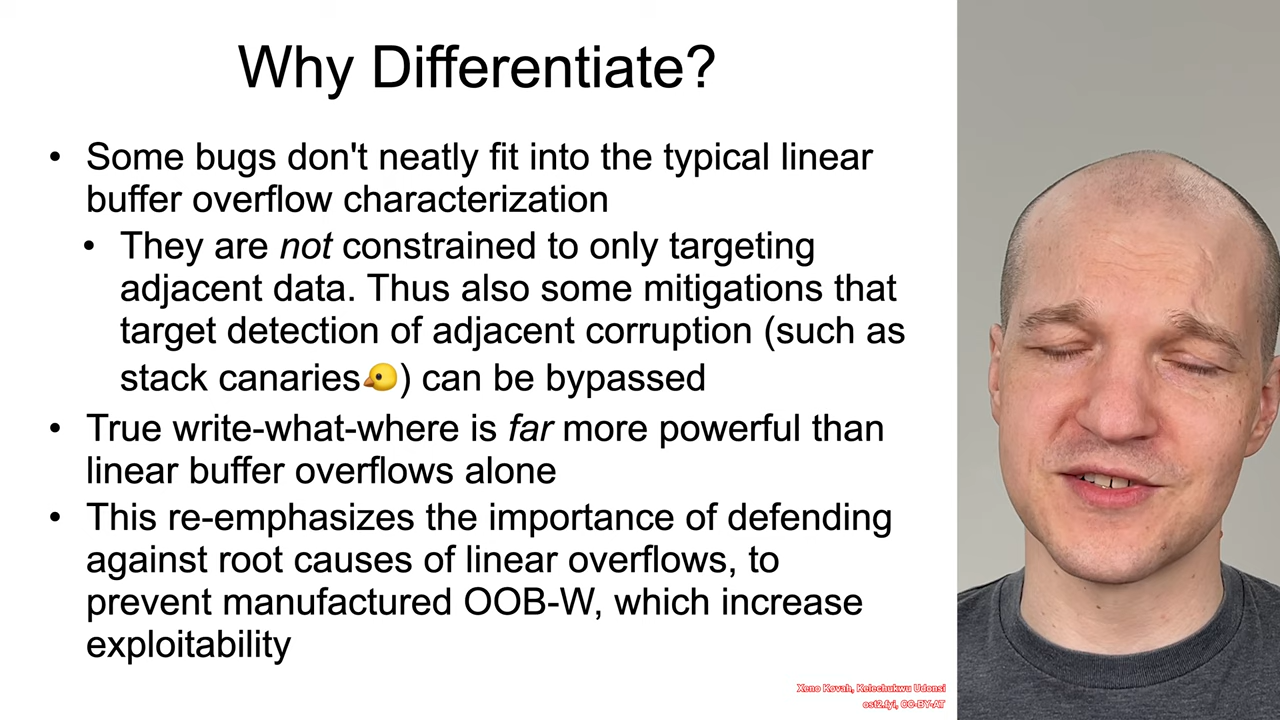 Why Differentiate?
• Some bugs don't neatly fit into the typical linear
buffer overflow characterization
• They are not constrained to only targeting
adjacent data. Thus also some mitigations that
target detection of adjacent corruption (such as
stack canaries🐤) can be bypassed
• True write-what-where is far more powerful than
linear buffer overflows alone
• This re-emphasizes the importance of defending
against root causes of linear overflows, to
prevent manufactured OOB-W, which increase
exploitability
Xeno Kovah, Kelechukwu Udonsi
ost2.fyi, CC-BY-AT